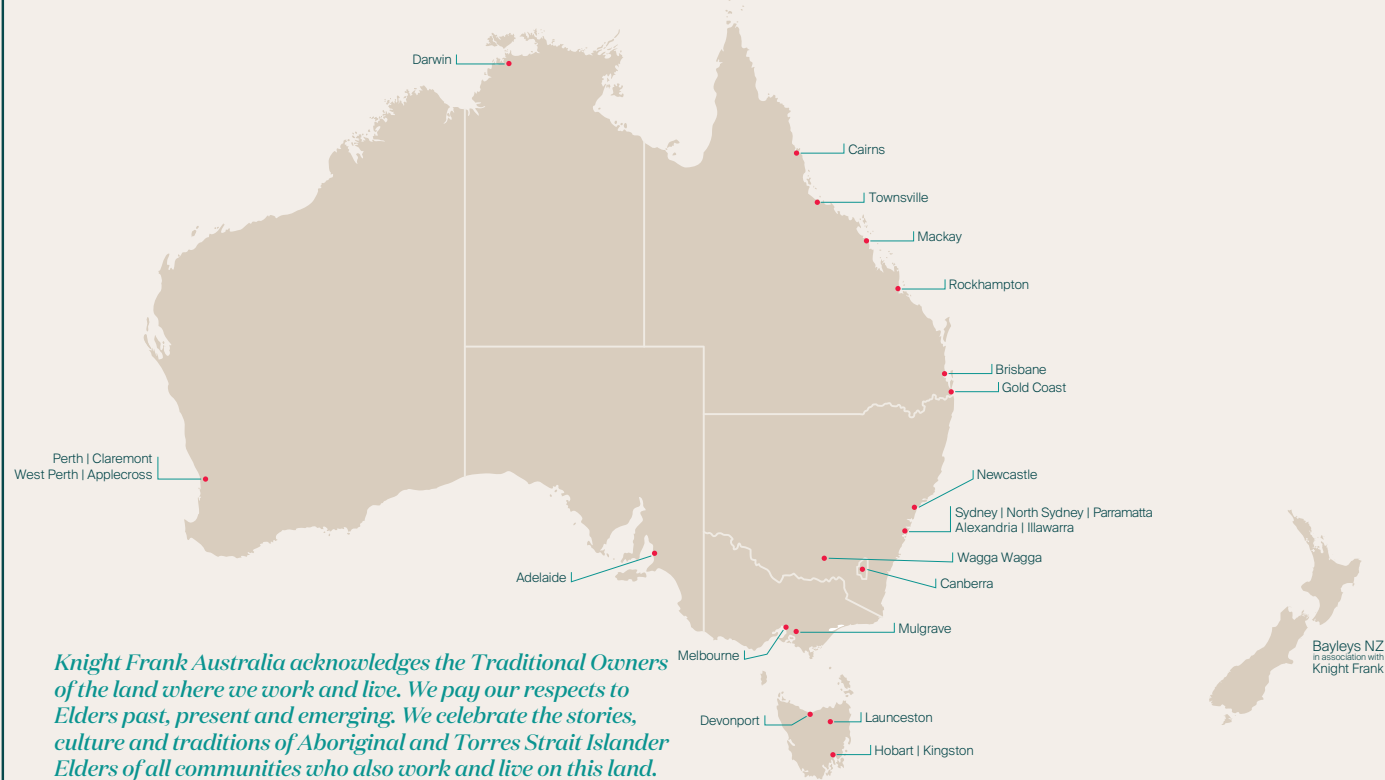 Darwin
Cairns
Townsville
Mackay
Rockhampton
Brisbane
Gold Coast
Perth | Claremont
West Perth | Applecross
Newcastle
Sydney | North Sydney | Parramatta
Alexandria | Illawarra
Wagga Wagga
Adelaide
Canberra
Mulgrave
Melbourne
Bayleys NZ
in association with
Knight Frank
Knight Frank Australia acknowledges the Traditional Owners
of the land where we work and live. We pay our respects to
Elders past, present and emerging. We celebrate the stories,
culture and traditions of Aboriginal and Torres Strait Islander
Elders of all communities who also work and live on this land.
Devonport
Launceston
Hobart | Kingston